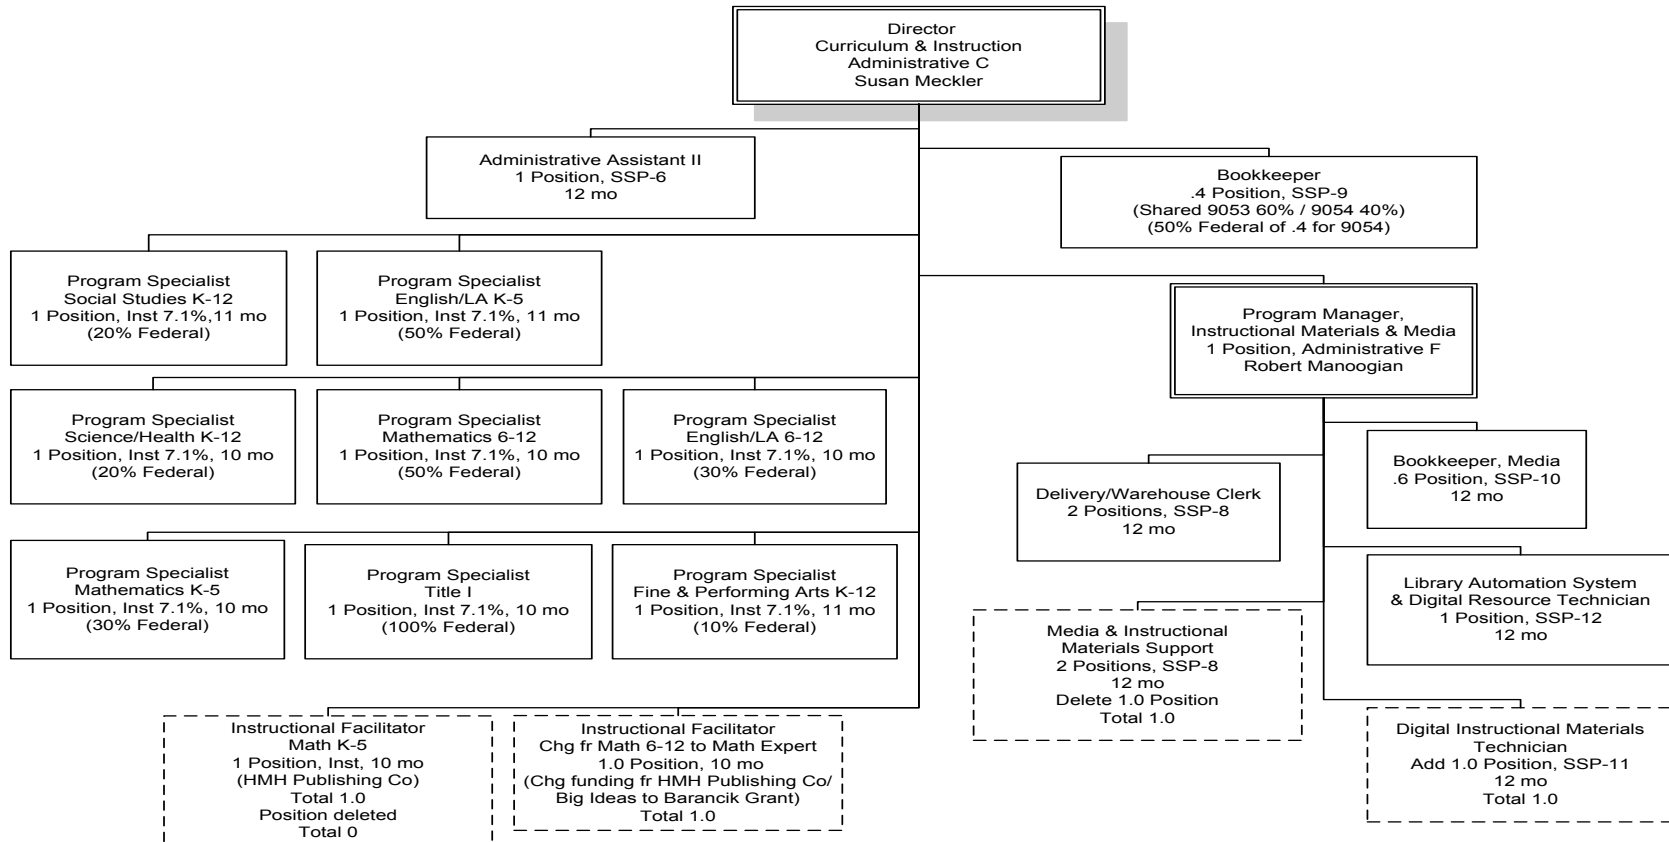 Director
Curriculum & Instruction
Administrative C
Susan Meckler
Administrative Assistant II
1 Position, SSP-6
12 mo
Bookkeeper
.4 Position, SSP-9
(Shared 9053 60% / 9054 40%)
(50% Federal of .4 for 9054)
Program Specialist
Social Studies K-12
1 Position, Inst 7.1%,11 mo
(20% Federal)
Program Specialist
English/LA K-5
1 Position, Inst 7.1%, 11 mo
(50% Federal)
Program Manager,
Instructional Materials & Media
1 Position, Administrative F
Robert Manoogian
Program Specialist
Science/Health K-12
1 Position, Inst 7.1%, 10 mo
(20% Federal)
Program Specialist
Mathematics 6-12
1 Position, Inst 7.1%, 10 mo
(50% Federal)
Program Specialist
English/LA 6-12
1 Position, Inst 7.1%, 10 mo
(30% Federal)
Delivery/Warehouse Clerk
2 Positions, SSP-8
12 mo
Bookkeeper, Media
.6 Position, SSP-10
12 mo
Program Specialist
Mathematics K-5
1 Position, Inst 7.1%, 10 mo
(30% Federal)
Program Specialist
Title I
1 Position, Inst 7.1%, 10 mo
(100% Federal)
Program Specialist
Fine & Performing Arts K-12
1 Position, Inst 7.1%, 11 mo
(10% Federal)
Library Automation System
& Digital Resource Technician
1 Position, SSP-12
12 mo
Media & Instructional
Materials Support
2 Positions, SSP-8
12 mo
Delete 1.0 Position
Total 1.0
Instructional Facilitator
Math K-5
1 Position, Inst, 10 mo
(HMH Publishing Co)
Total 1.0
Position deleted
Total 0
Instructional Facilitator
Chg fr Math 6-12 to Math Expert
1.0 Position, 10 mo
(Chg funding fr HMH Publishing Co/
Big Ideas to Barancik Grant)
Total 1.0
Digital Instructional Materials
Technician
Add 1.0 Position, SSP-11
12 mo
Total 1.0